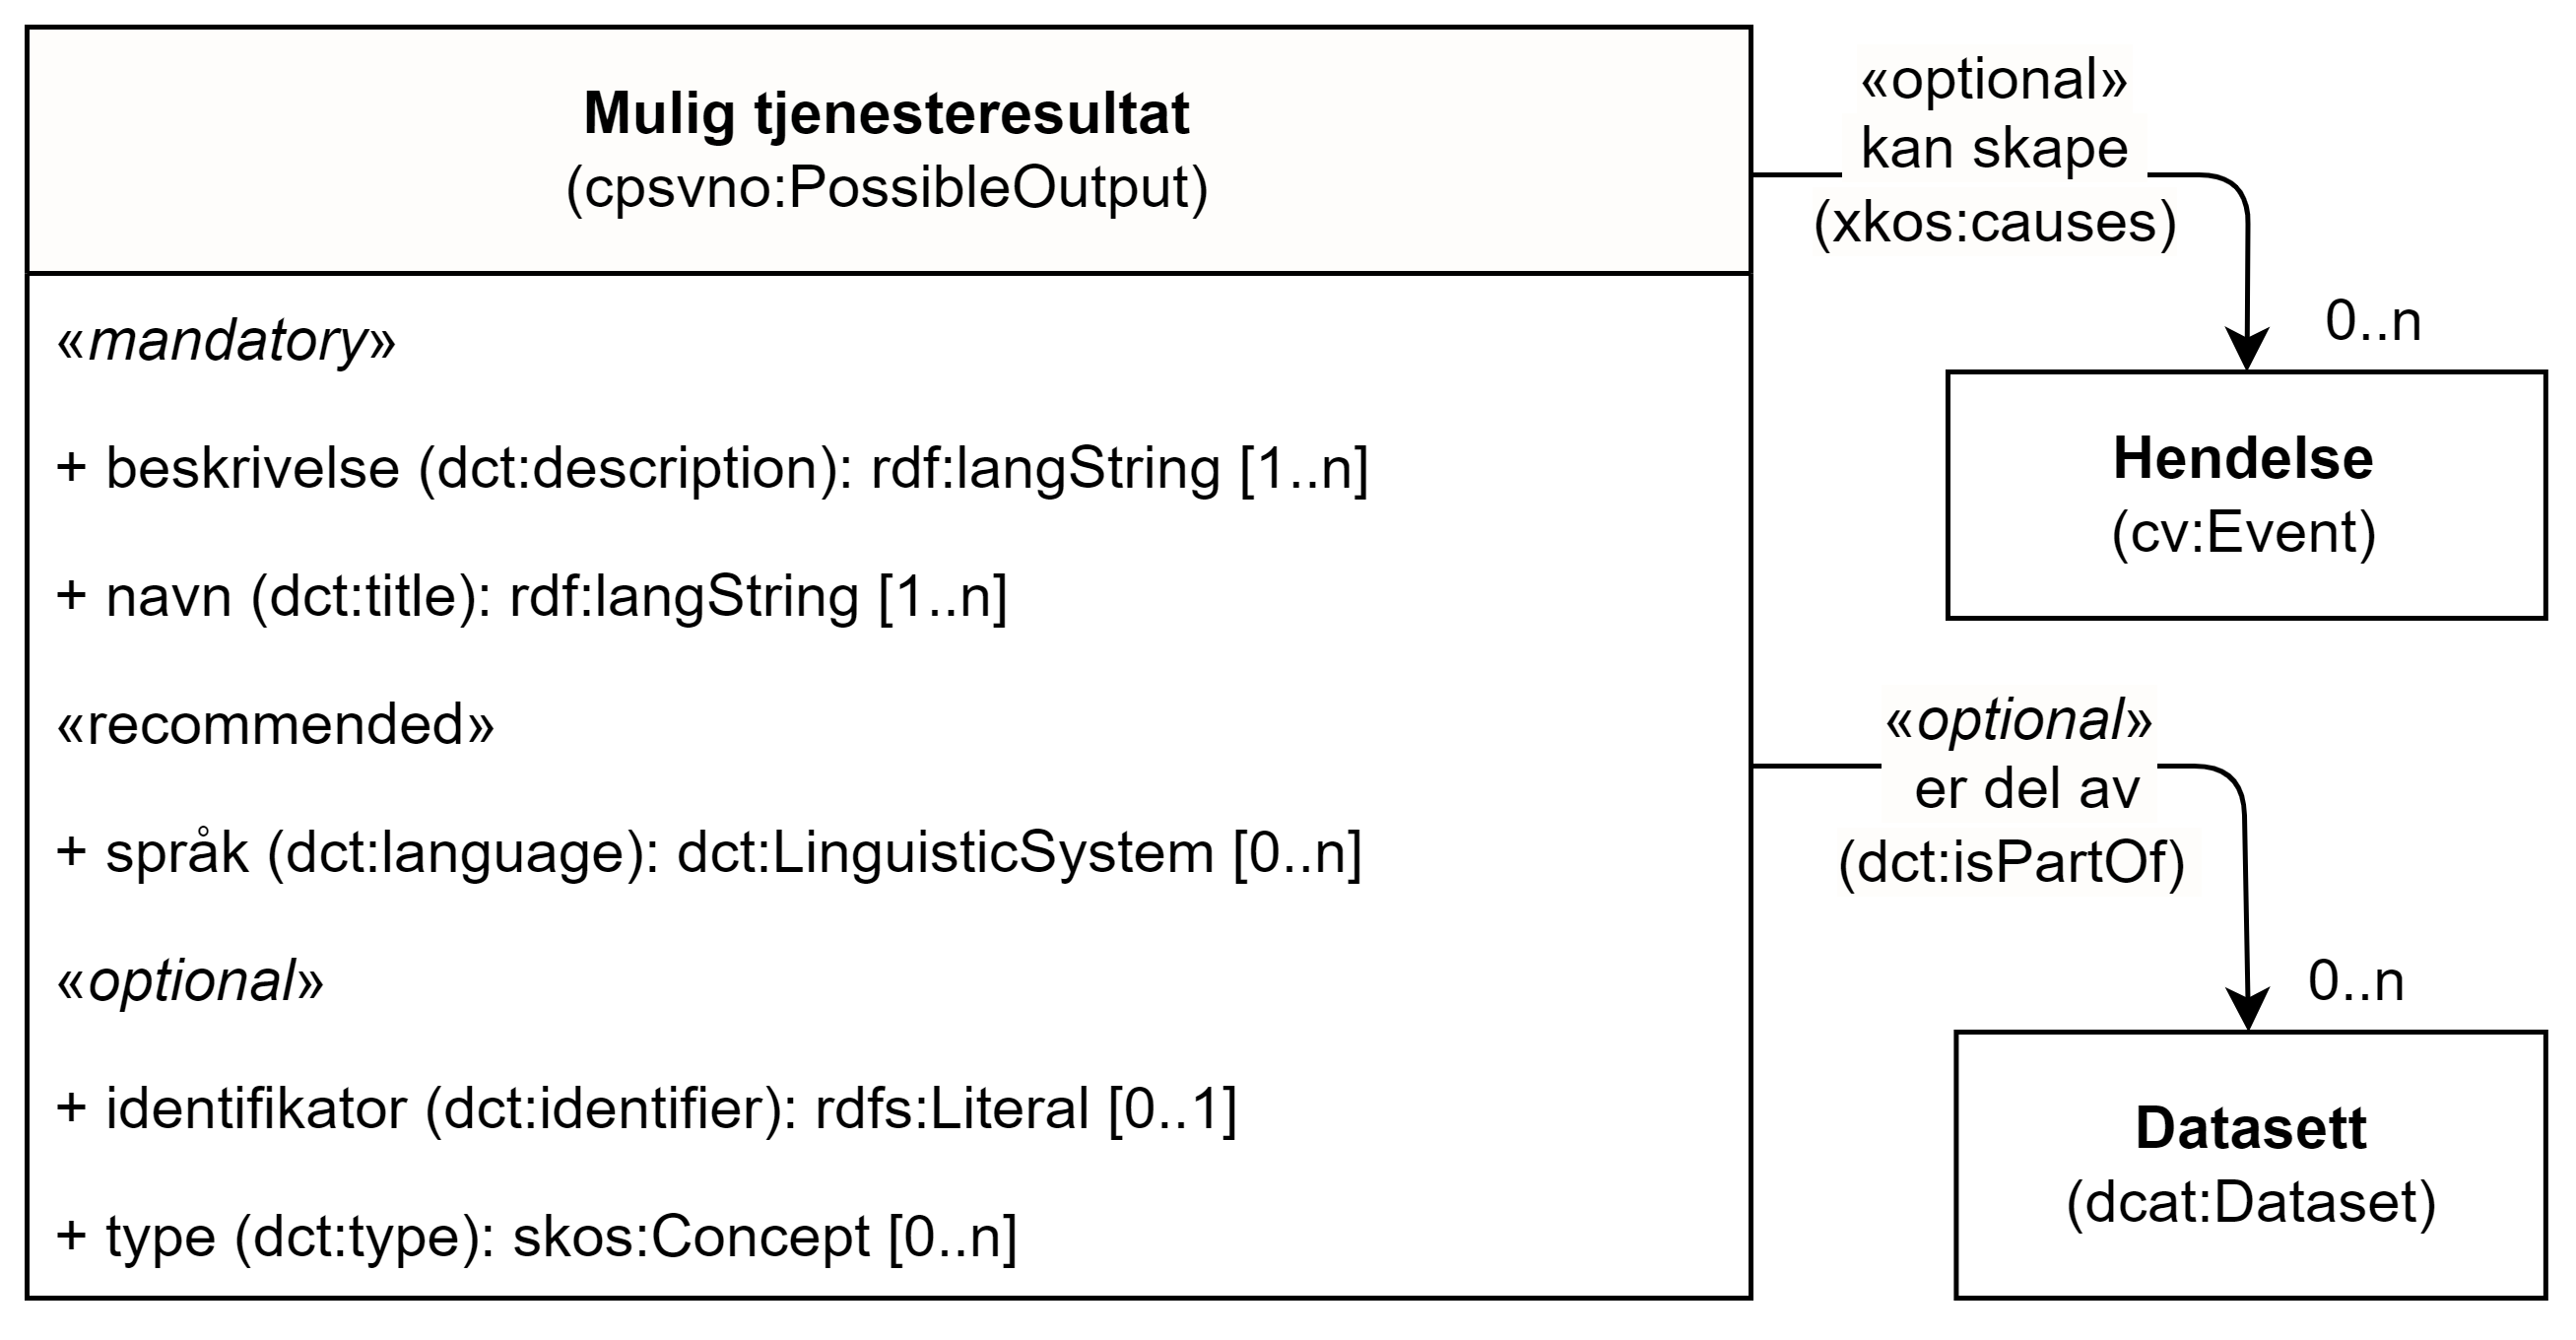 Mulig tjenesteresultat
(cpsvno:PossibleOutput)
«mandatory»
+ beskrivelse (dct:description): rdf:langString [1..n]
+ navn (dct:title): rdf:langString [1..n]
«recommended»
+ språk (dct:language): dct:LinguisticSystem [0..n]
«optional»
+ identifikator (dct:identifier): rdfs:Literal [0..1]
+ type (dct:type): skos:Concept [0..n]
«optional»
kan skape
(xkos:causes)
0..n
Hendelse
(cv:Event)
«optional»
er del av
(dct:isPartOf)
0..n
Datasett
(dcat:Dataset)